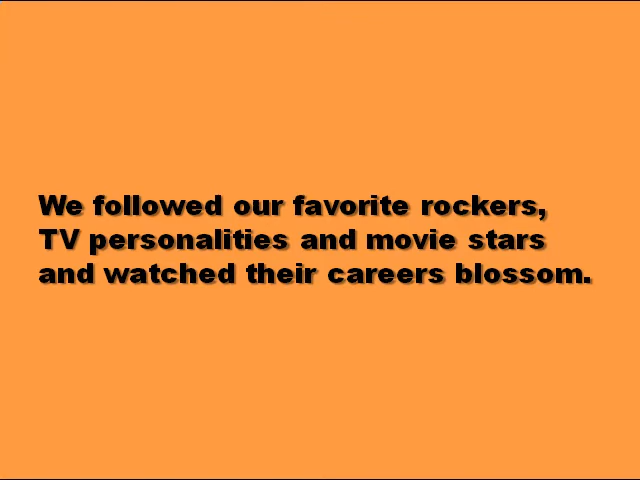 We followed our favorite rockers,
TV personalities and movie stars
and watched their careers blossom.